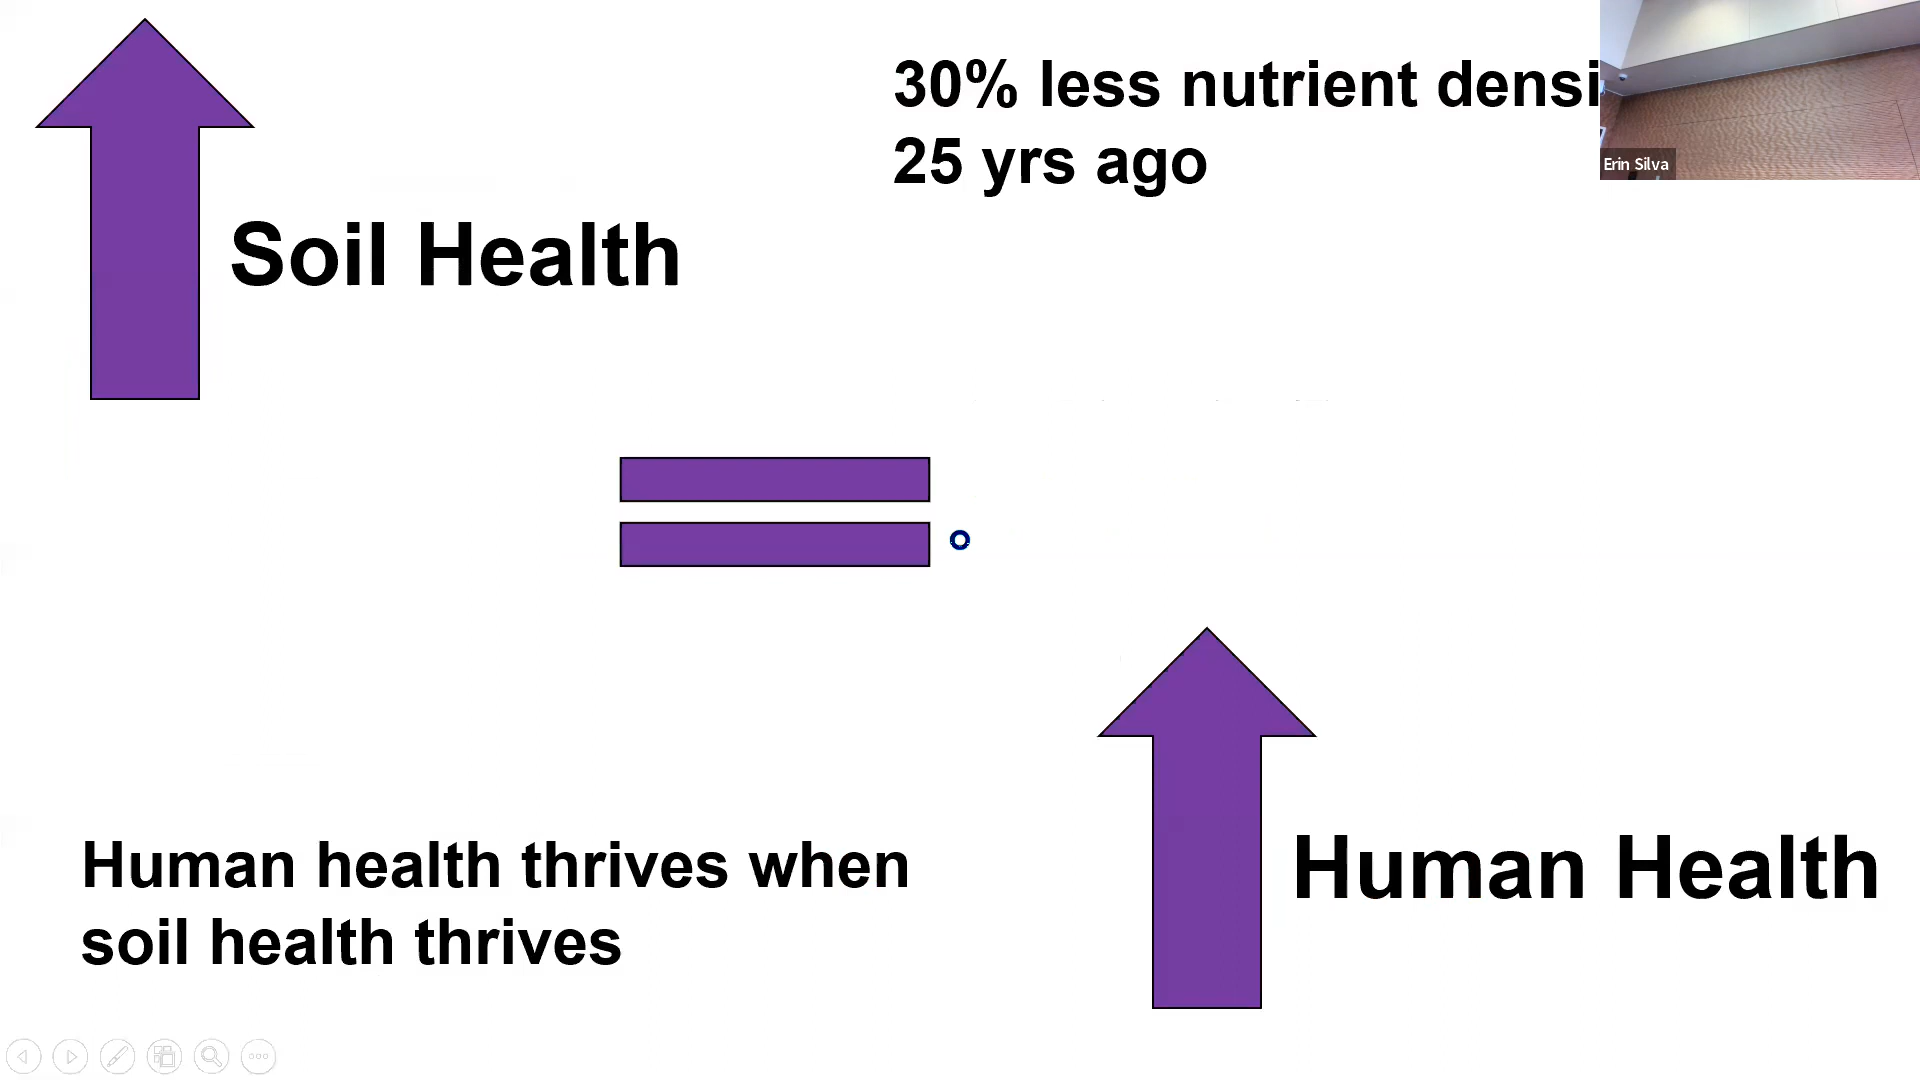 30% less nutrient densi
25 yrs ago
Erin Silva
Soil Health
Human health thrives when
soil health thrives
Human Health